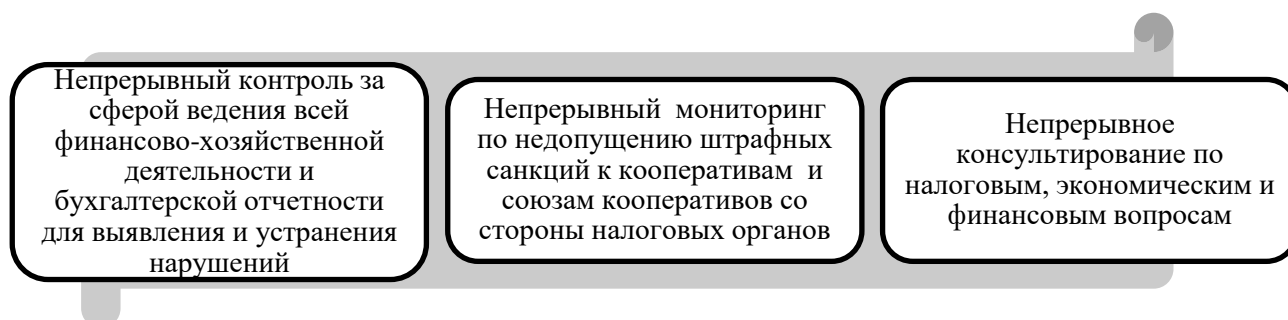 Непрерывный контроль за
сферой ведения всей
финансово-хозяйственной
деятельности и
бухгалтерской отчетности
для выявления и устранения
нарушений
Непрерывный мониторинг
по недопущению штрафных
санкций к кооперативам и
союзам кооперативов со
стороны налоговых органов
Непрерывное
консультирование по
налоговым, экономическим и
финансовым вопросам